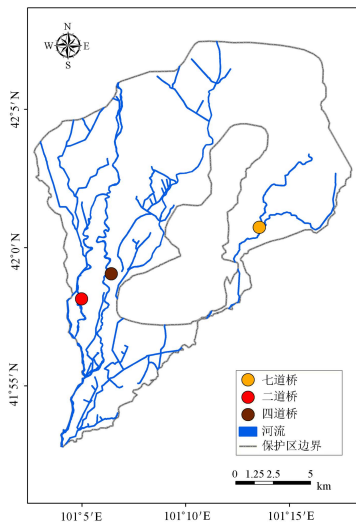 N
W E
S
42°5′ N
42°0′ N
41°55′ N
七道桥
二道桥
四道桥
河流
保护区边界
0 1.25 2.5 5
km
101°5′ E
101°10′ E
101°15′ E